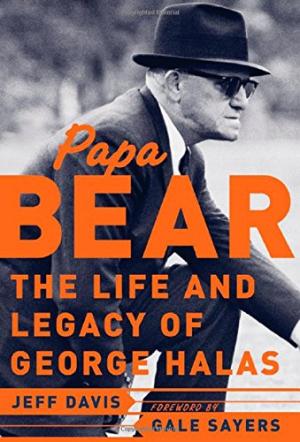 Papa
BEAR
THE LIFE AND
LEGACY OF
GEORGE HALAS
JEFF DAVIS
FOREWORD BY
GALE SAYERS